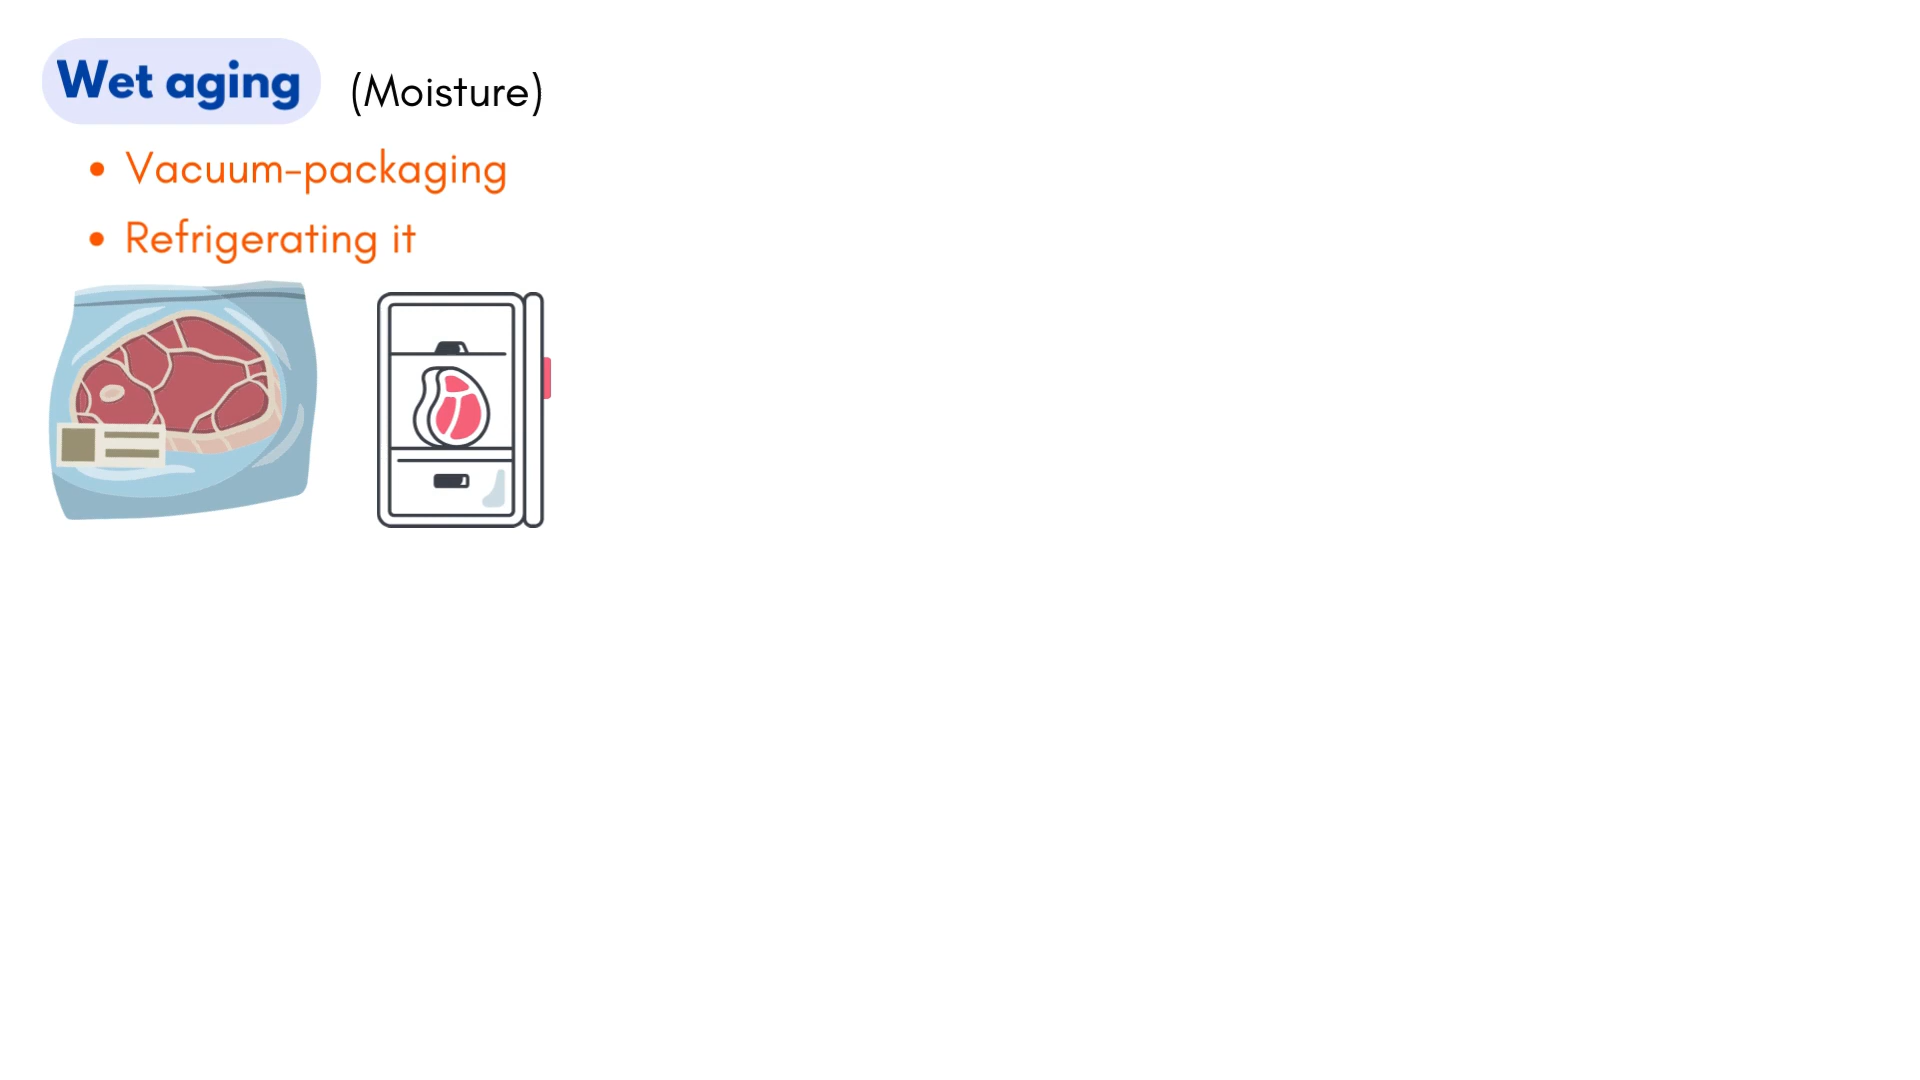 Wet aging (Moisture)
• Vacuum-packaging
• Refrigerating it